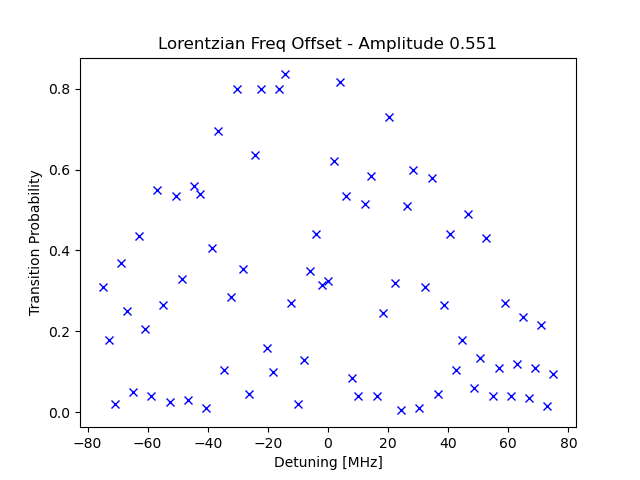 Lorentzian Freq Offset - Amplitude 0.551
Transition Probability
0.8
0.6
0.4
0.2
0.0
−80 −60 −40 −20 0 20 40 60 80
Detuning [MHz]